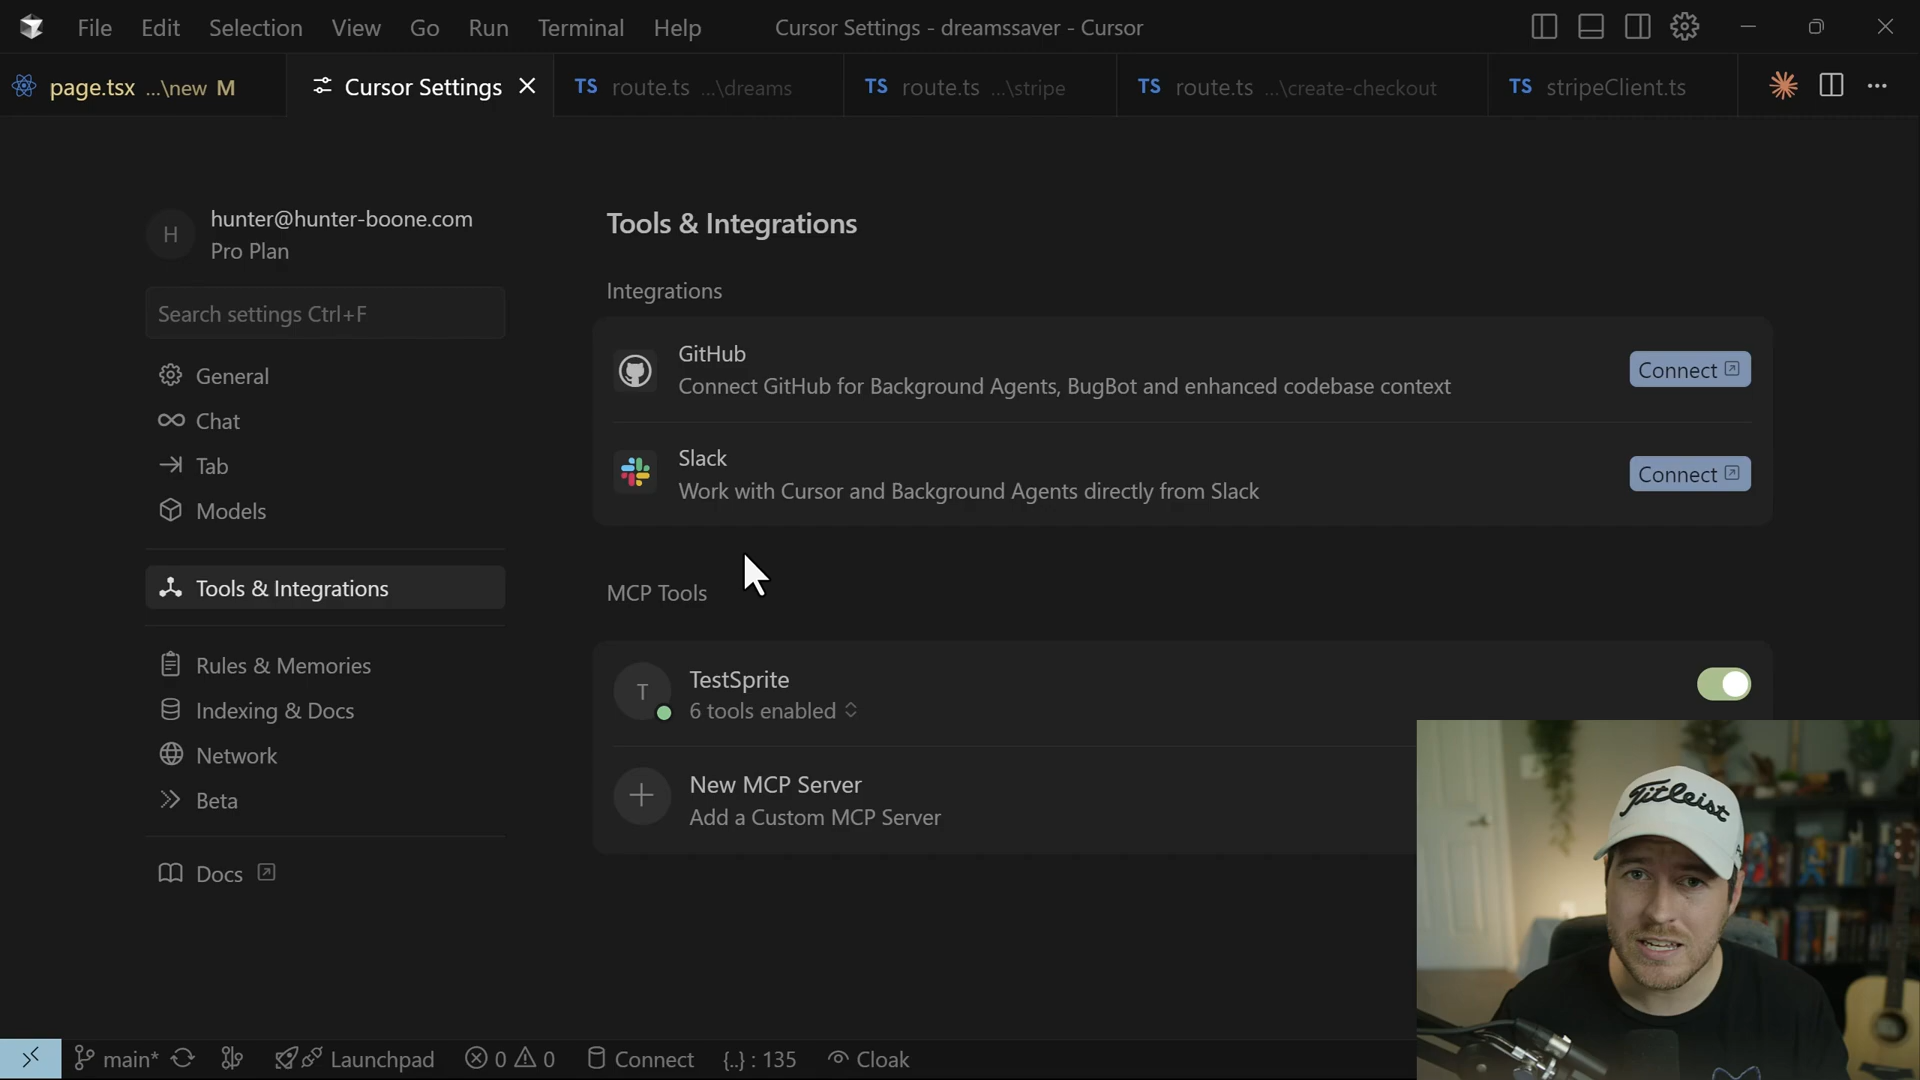 File Edit Selection View Go Run Terminal Help Cursor Settings - dreamssaver - Cursor
page.tsx ...\new M Cursor Settings TS route.ts ...\dreams TS route.ts ...\stripe TS route.ts ...\create-checkout TS stripeClient.ts
H
hunter@hunter-boone.com
Pro Plan
Search settings Ctrl+F
General
Chat
Tab
Models
Tools & Integrations
Rules & Memories
Indexing & Docs
Network
Beta
Docs
Tools & Integrations
Integrations
GitHub
Connect GitHub for Background Agents, BugBot and enhanced codebase context
Connect
Slack
Work with Cursor and Background Agents directly from Slack
Connect
MCP Tools
T
TestSprite
6 tools enabled
New MCP Server
Add a Custom MCP Server
Titleist
main* Launchpad 0 0 Connect {..} : 135 Cloak